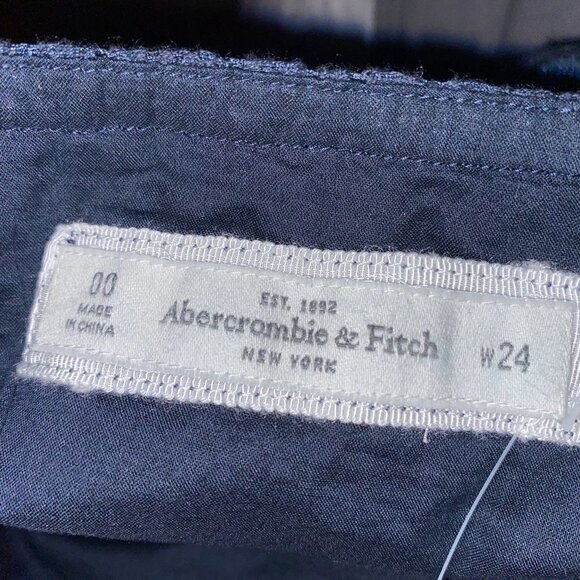 00
MADE
IN CHINA
EST. 1892
Abercrombie & Fitch
NEW YORK
W24